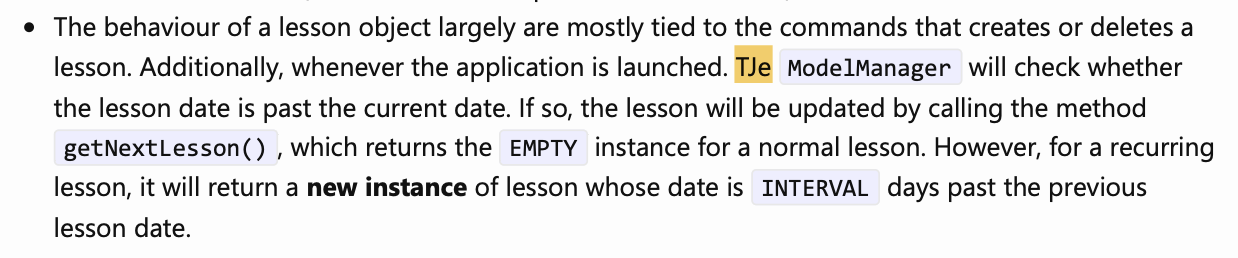 The behaviour of a lesson object largely are mostly tied to the commands that creates or deletes a
lesson. Additionally, whenever the application is launched. TJe ModelManager will check whether
the lesson date is past the current date. If so, the lesson will be updated by calling the method
getNextLesson() , which returns the EMPTY instance for a normal lesson. However, for a recurring
lesson, it will return a new instance of lesson whose date is INTERVAL days past the previous
lesson date.